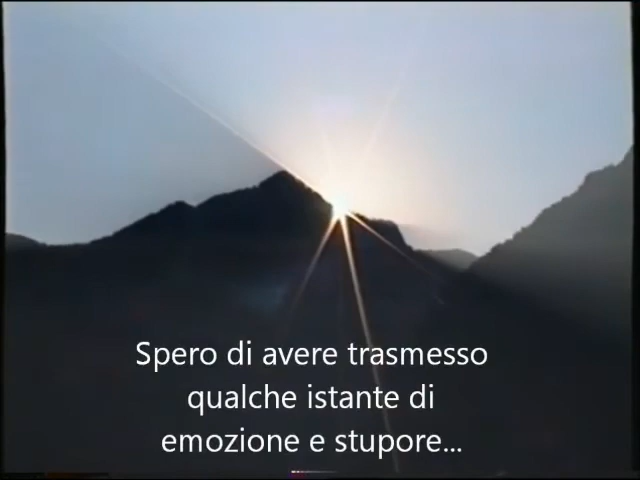 Spero di avere trasmesso
qualche istante di
emozione e stupore...